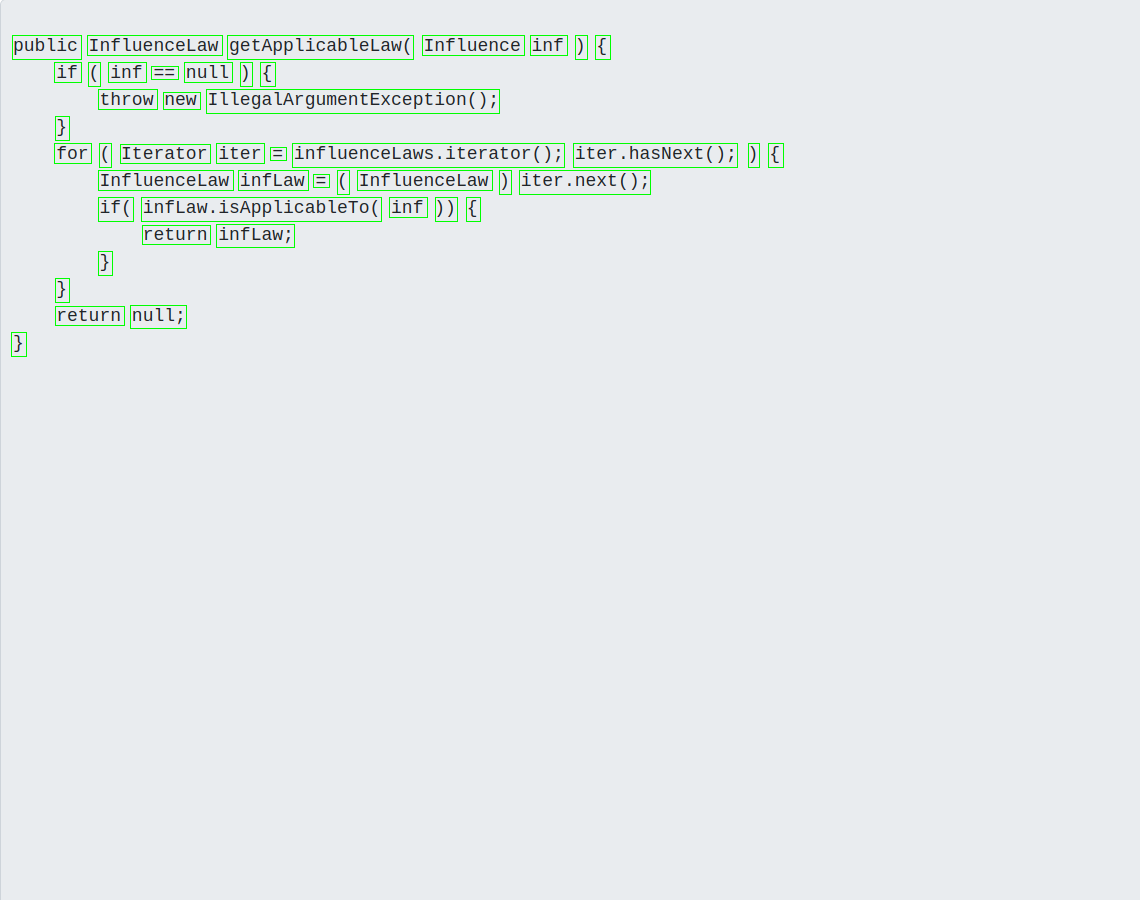 public InfluenceLaw getApplicableLaw( Influence inf ) {
if ( inf == null ) {
throw new IllegalArgumentException();
}
for ( Iterator iter = influenceLaws.iterator(); iter.hasNext(); ) {
InfluenceLaw infLaw = ( InfluenceLaw ) iter.next();
if( infLaw.isApplicableTo( inf )) {
return infLaw;
}
}
return null;
}